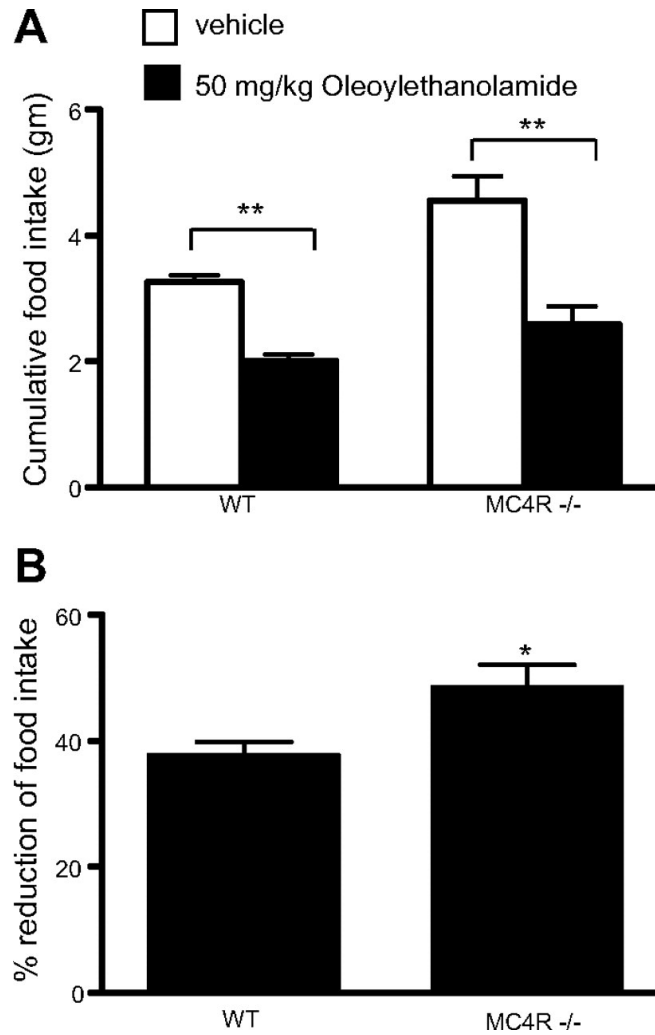 A
vehicle
50 mg/kg Oleoylethanolamide
Cumulative food intake (gm)
6
4
2
0
**
**
WT
MC4R -/-
B
% reduction of food intake
60
40
20
0
*
WT
MC4R -/-